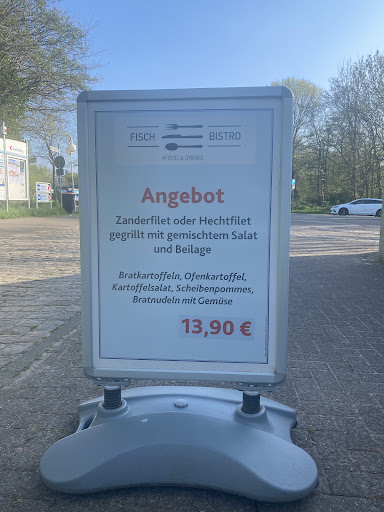 FISCH BISTRO
FOOD & DRINKS
Angebot
Zanderfilet oder Hechtfilet
gegrillt mit gemischtem Salat
und Beilage
Bratkartoffeln, Ofenkartoffel,
Kartoffelsalat, Scheibenpommes,
Bratnudeln mit Gemüse
13,90 €